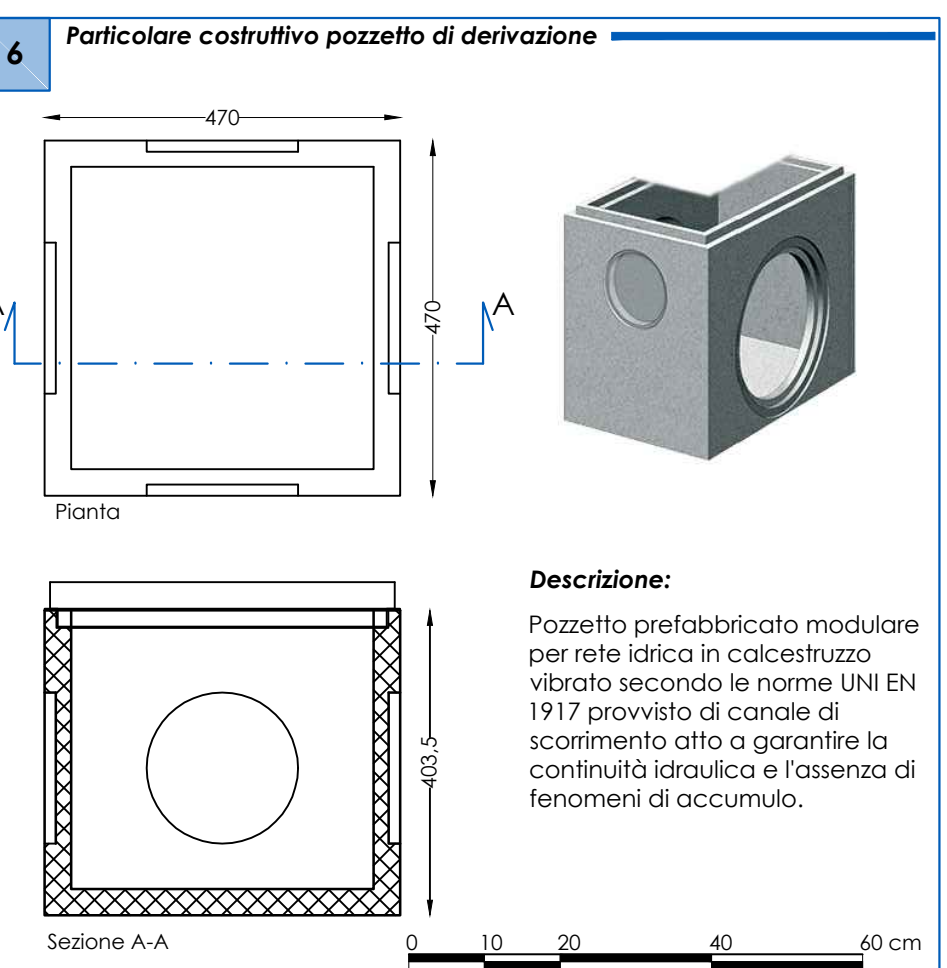 6
Particolare costruttivo pozzetto di derivazione
470
470
A
A
Pianta
403,5
Sezione A-A
Descrizione:
Pozzetto prefabbricato modulare
per rete idrica in calcestruzzo
vibrato secondo le norme UNI EN
1917 provvisto di canale di
scorrimento atto a garantire la
continuità idraulica e l'assenza di
fenomeni di accumulo.
0 10 20 40 60 cm